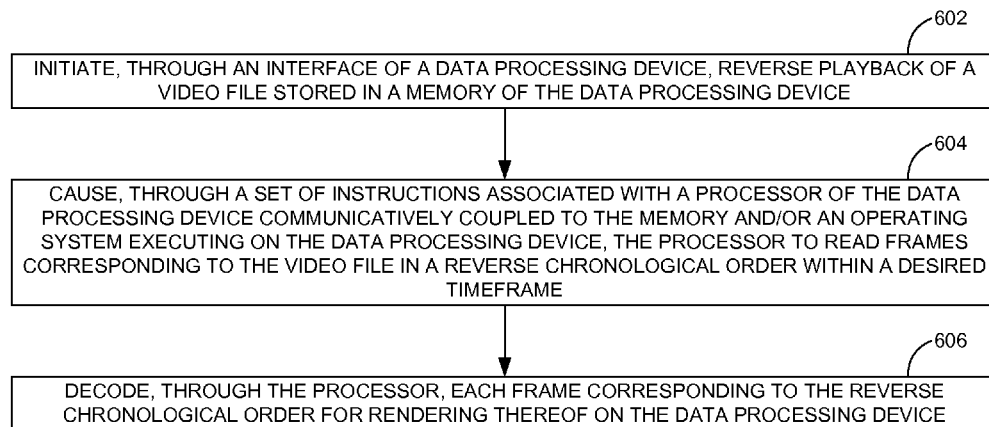 602
INITIATE, THROUGH AN INTERFACE OF A DATA PROCESSING DEVICE, REVERSE PLAYBACK OF A
VIDEO FILE STORED IN A MEMORY OF THE DATA PROCESSING DEVICE
604
CAUSE, THROUGH A SET OF INSTRUCTIONS ASSOCIATED WITH A PROCESSOR OF THE DATA
PROCESSING DEVICE COMMUNICATIVELY COUPLED TO THE MEMORY AND/OR AN OPERATING
SYSTEM EXECUTING ON THE DATA PROCESSING DEVICE, THE PROCESSOR TO READ FRAMES
CORRESPONDING TO THE VIDEO FILE IN A REVERSE CHRONOLOGICAL ORDER WITHIN A DESIRED
TIMEFRAME
606
DECODE, THROUGH THE PROCESSOR, EACH FRAME CORRESPONDING TO THE REVERSE
CHRONOLOGICAL ORDER FOR RENDERING THEREOF ON THE DATA PROCESSING DEVICE